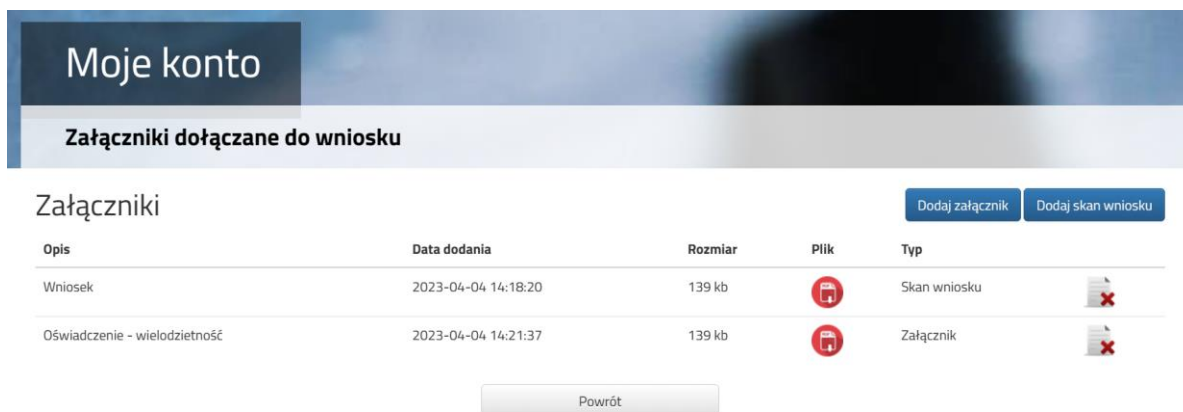 Moje konto
Załączniki dołączane do wniosku
Załączniki Dodaj załącznik Dodaj skan wniosku
Opis Data dodania Rozmiar Plik Typ
Wniosek 2023-04-04 14:18:20 139 kb Skan wniosku
Oświadczenie - wielodzietność 2023-04-04 14:21:37 139 kb Załącznik
Powrót